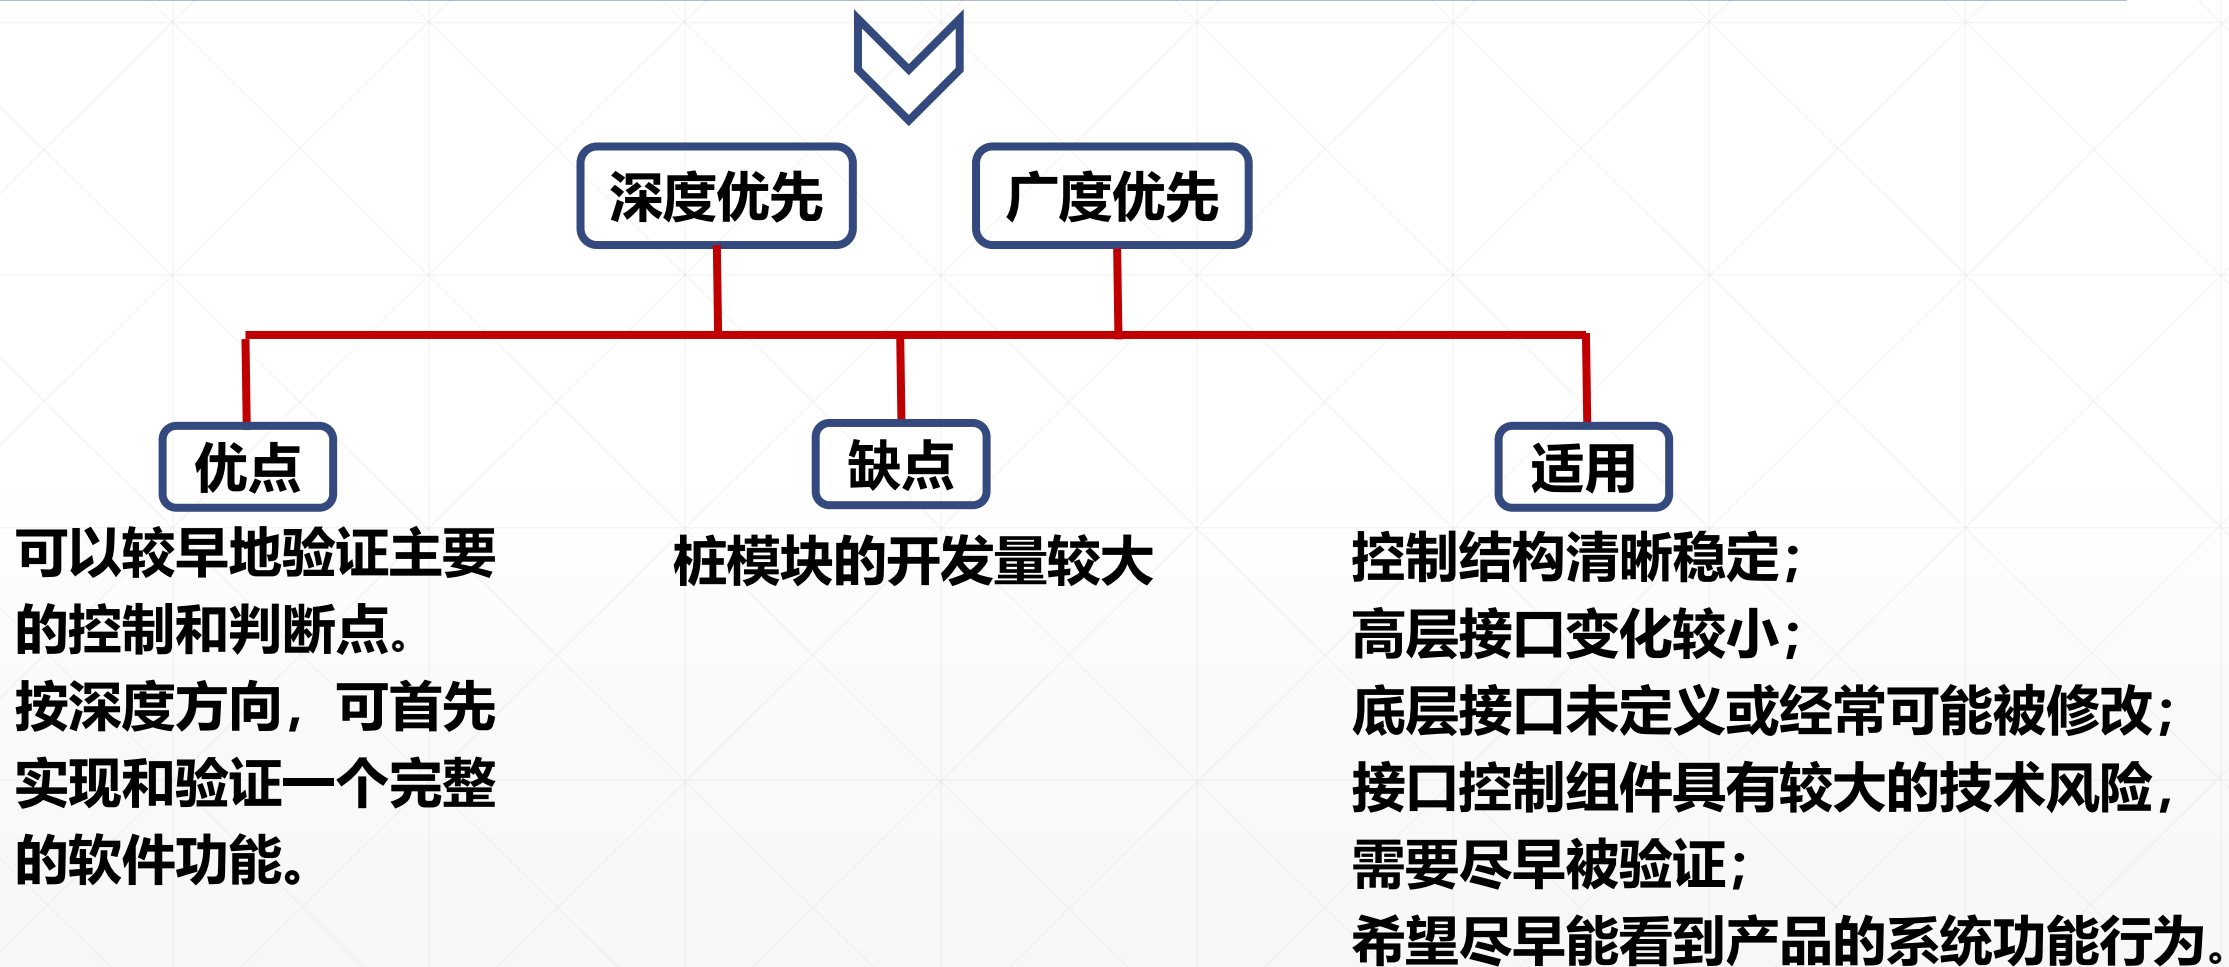 深度优先
广度优先
优点
可以较早地验证主要
的控制和判断点。
按深度方向，可首先
实现和验证一个完整
的软件功能。
缺点
桩模块的开发量较大
适用
控制结构清晰稳定；
高层接口变化较小；
底层接口未定义或经常可能被修改；
接口控制组件具有较大的技术风险，
需要尽早被验证；
希望尽早能看到产品的系统功能行为。